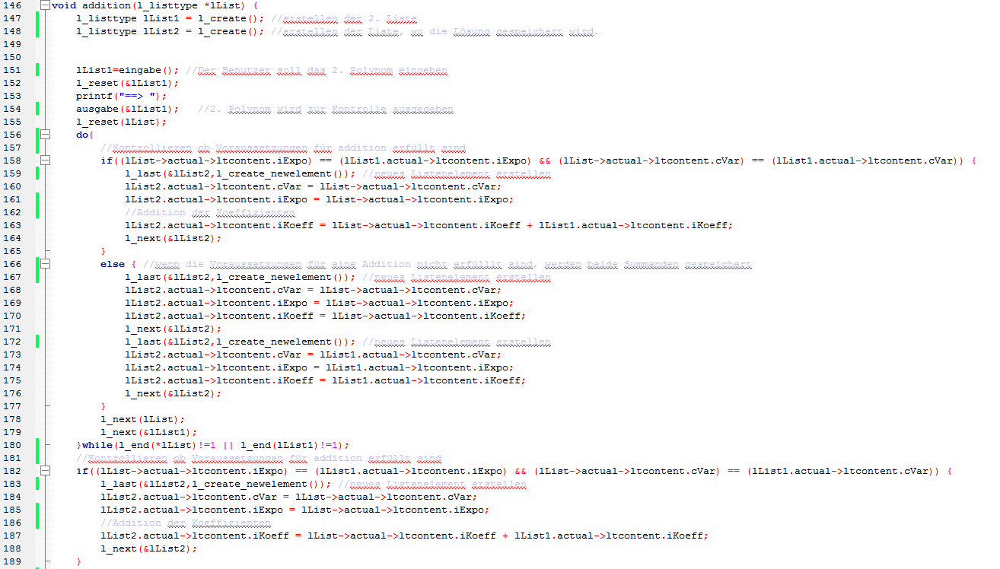 146 void addition(l_listtype *lList) {
147 l_listtype lList1 = l_create(); //erstellen der 2. Liste
148 l_listtype lList2 = l_create(); //erstellen der Liste, wo die Lösung gespeichert wird.
149
150
151 lList1=eingabe(); //Der Benutzer soll das 2. Polynom eingeben
152 l_reset(&lList1);
153 printf("==> ");
154 ausgabe(&lList1); //2. Polynom wird zur Kontrolle ausgegeben
155 l_reset(lList);
156 do{
157 //Kontrollieren ob Voraussetzungen für addition erfüllt sind
158 if((lList->actual->ltcontent.iExpo) == (lList1.actual->ltcontent.iExpo) && (lList->actual->ltcontent.cVar) == (lList1.actual->ltcontent.cVar)) {
159 l_last(&lList2,l_create_newelement()); //neues Listenelement erstellen
160 lList2.actual->ltcontent.cVar = lList->actual->ltcontent.cVar;
161 lList2.actual->ltcontent.iExpo = lList->actual->ltcontent.iExpo;
162 //Addition der Koeffizienten
163 lList2.actual->ltcontent.iKoeff = lList->actual->ltcontent.iKoeff + lList1.actual->ltcontent.iKoeff;
164 l_next(&lList2);
165 }
166 else { //wenn die Voraussetzungen für eine Addition nicht erfülllt sind, werden beide Summanden gespeichert
167 l_last(&lList2,l_create_newelement()); //neues Listenelement erstellen
168 lList2.actual->ltcontent.cVar = lList->actual->ltcontent.cVar;
169 lList2.actual->ltcontent.iExpo = lList->actual->ltcontent.iExpo;
170 lList2.actual->ltcontent.iKoeff = lList->actual->ltcontent.iKoeff;
171 l_next(&lList2);
172 l_last(&lList2,l_create_newelement()); //neues Listenelement erstellen
173 lList2.actual->ltcontent.cVar = lList1.actual->ltcontent.cVar;
174 lList2.actual->ltcontent.iExpo = lList1.actual->ltcontent.iExpo;
175 lList2.actual->ltcontent.iKoeff = lList1.actual->ltcontent.iKoeff;
176 l_next(&lList2);
177 }
178 l_next(lList);
179 l_next(&lList1);
180 }while(l_end(*lList)!=1 || l_end(lList1)!=1);
181 //Kontrollieren ob Voraussetzungen für addition erfüllt sind
182 if((lList->actual->ltcontent.iExpo) == (lList1.actual->ltcontent.iExpo) && (lList->actual->ltcontent.cVar) == (lList1.actual->ltcontent.cVar)) {
183 l_last(&lList2,l_create_newelement()); //neues Listenelement erstellen
184 lList2.actual->ltcontent.cVar = lList->actual->ltcontent.cVar;
185 lList2.actual->ltcontent.iExpo = lList->actual->ltcontent.iExpo;
186 //Addition der Koeffizienten
187 lList2.actual->ltcontent.iKoeff = lList->actual->ltcontent.iKoeff + lList1.actual->ltcontent.iKoeff;
188 l_next(&lList2);
189 }